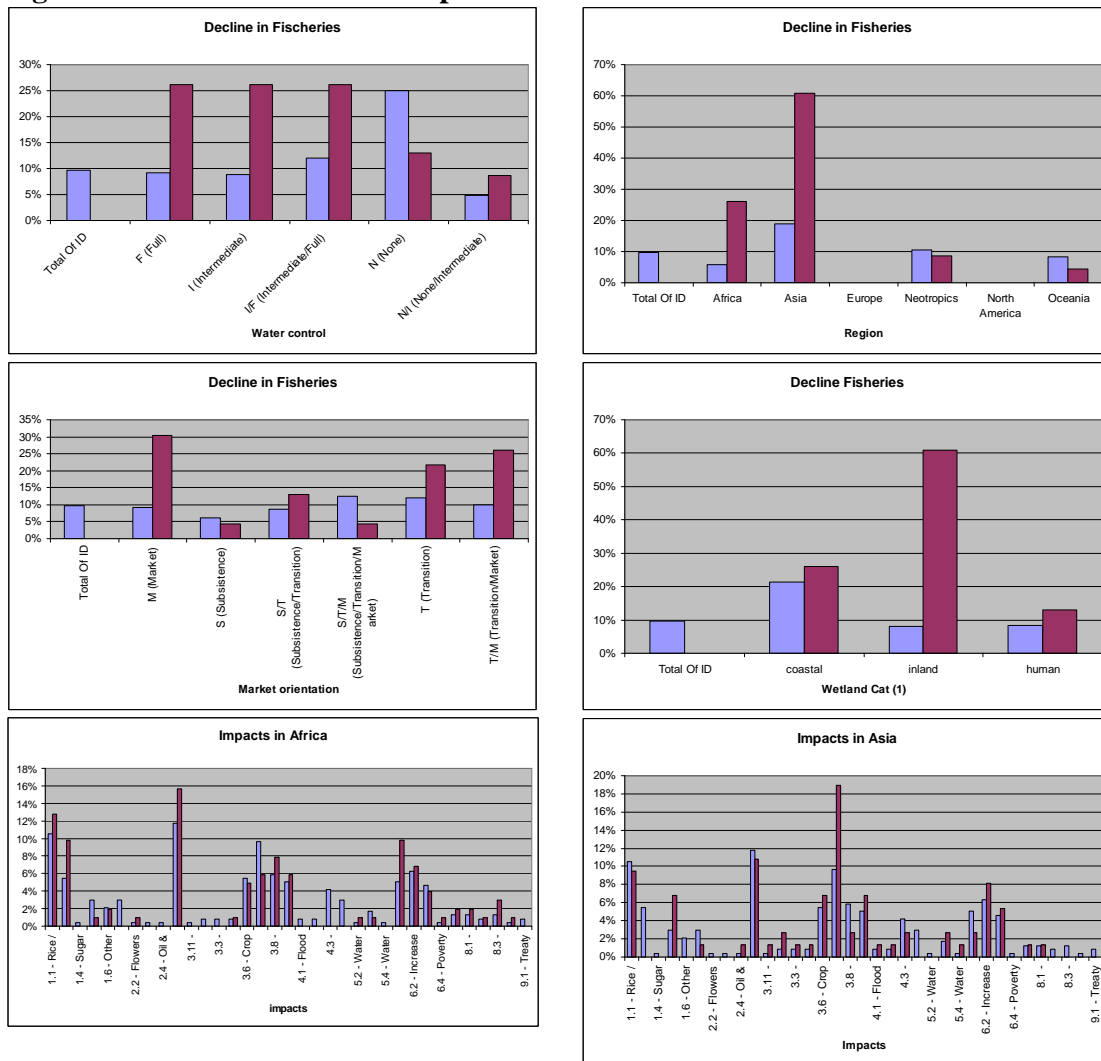 Decline in Fischeries
30%
25%
20%
15%
10%
5%
0%
Total Of ID
F (Full)
I (Intermediate)
I/F (Intermediate/Full)
N (None)
N/I (None/Intermediate)
Water control
Decline in Fisheries
70%
60%
50%
40%
30%
20%
10%
0%
Total Of ID
Africa
Asia
Europe
Neotropics
North
America
Oceania
Region
Decline in Fisheries
35%
30%
25%
20%
15%
10%
5%
0%
Total Of ID
M (Market)
S (Subsistence)
S/T
(Subsistence/Transition)
S/T/M
(Subsistence/Transition/M
arket)
T (Transition)
T/M (Transition/Market)
Market orientation
Decline Fisheries
70%
60%
50%
40%
30%
20%
10%
0%
Total Of ID
coastal
inland
human
Wetland Cat (1)
Impacts in Africa
18%
16%
14%
12%
10%
8%
6%
4%
2%
0%
1.1 - Rice /
1.4 - Sugar
1.6 - Other
2.2 - Flowers
2.4 - Oil &
3.11 -
3.3 -
3.6 - Crop
3.8 -
4.1 - Flood
4.3 -
5.2 - Water
5.4 - Water
6.2 - Increase
6.4 - Poverty
8.1 -
8.3 -
9.1 - Treaty
impacts
Impacts in Asia
20%
18%
16%
14%
12%
10%
8%
6%
4%
2%
0%
1.1 - Rice /
1.4 - Sugar
1.6 - Other
2.2 - Flowers
2.4 - Oil &
3.11 -
3.3 -
3.6 - Crop
3.8 -
4.1 - Flood
4.3 -
5.2 - Water
5.4 - Water
6.2 - Increase
6.4 - Poverty
8.1 -
8.3 -
9.1 - Treaty
Impacts